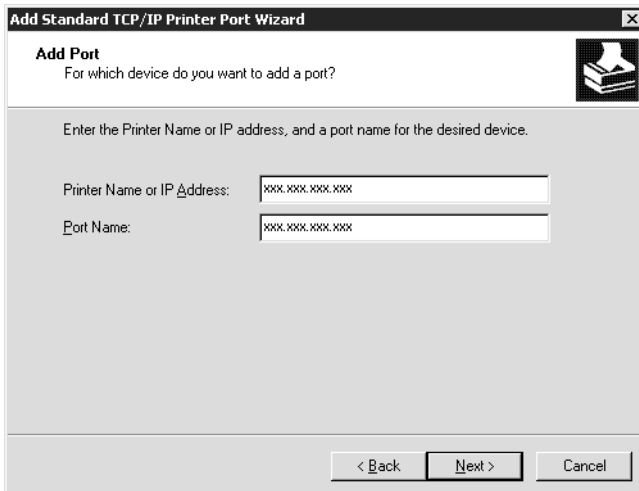 Add Standard TCP/IP Printer Port Wizard
Add Port
For which device do you want to add a port?
Enter the Printer Name or IP address, and a port name for the desired device.
Printer Name or IP Address: xxx.xxx.xxx.xxx
Port Name: xxx.xxx.xxx.xxx
< Back Next > Cancel